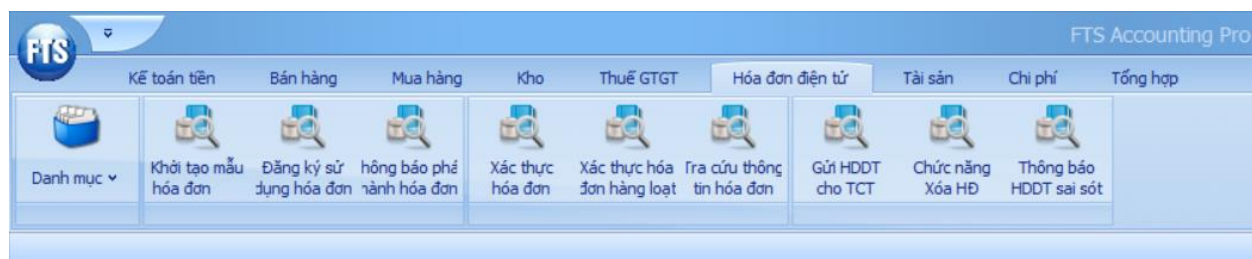 FTS
FTS Accounting Pro
Kế toán tiền Bán hàng Mua hàng Kho Thuế GTGT Hóa đơn điện tử Tài sản Chi phí Tổng hợp
Danh mục
Khởi tạo mẫu
hóa đơn
Đăng ký sử
dụng hóa đơn
hông báo phá
hành hóa đơn
Xác thực
hóa đơn
Xác thực hóa
đơn hàng loạt
Tra cứu thông
tin hóa đơn
Gửi HDDT
cho TCT
Chức năng
Xóa HĐ
Thông báo
HDDT sai sót